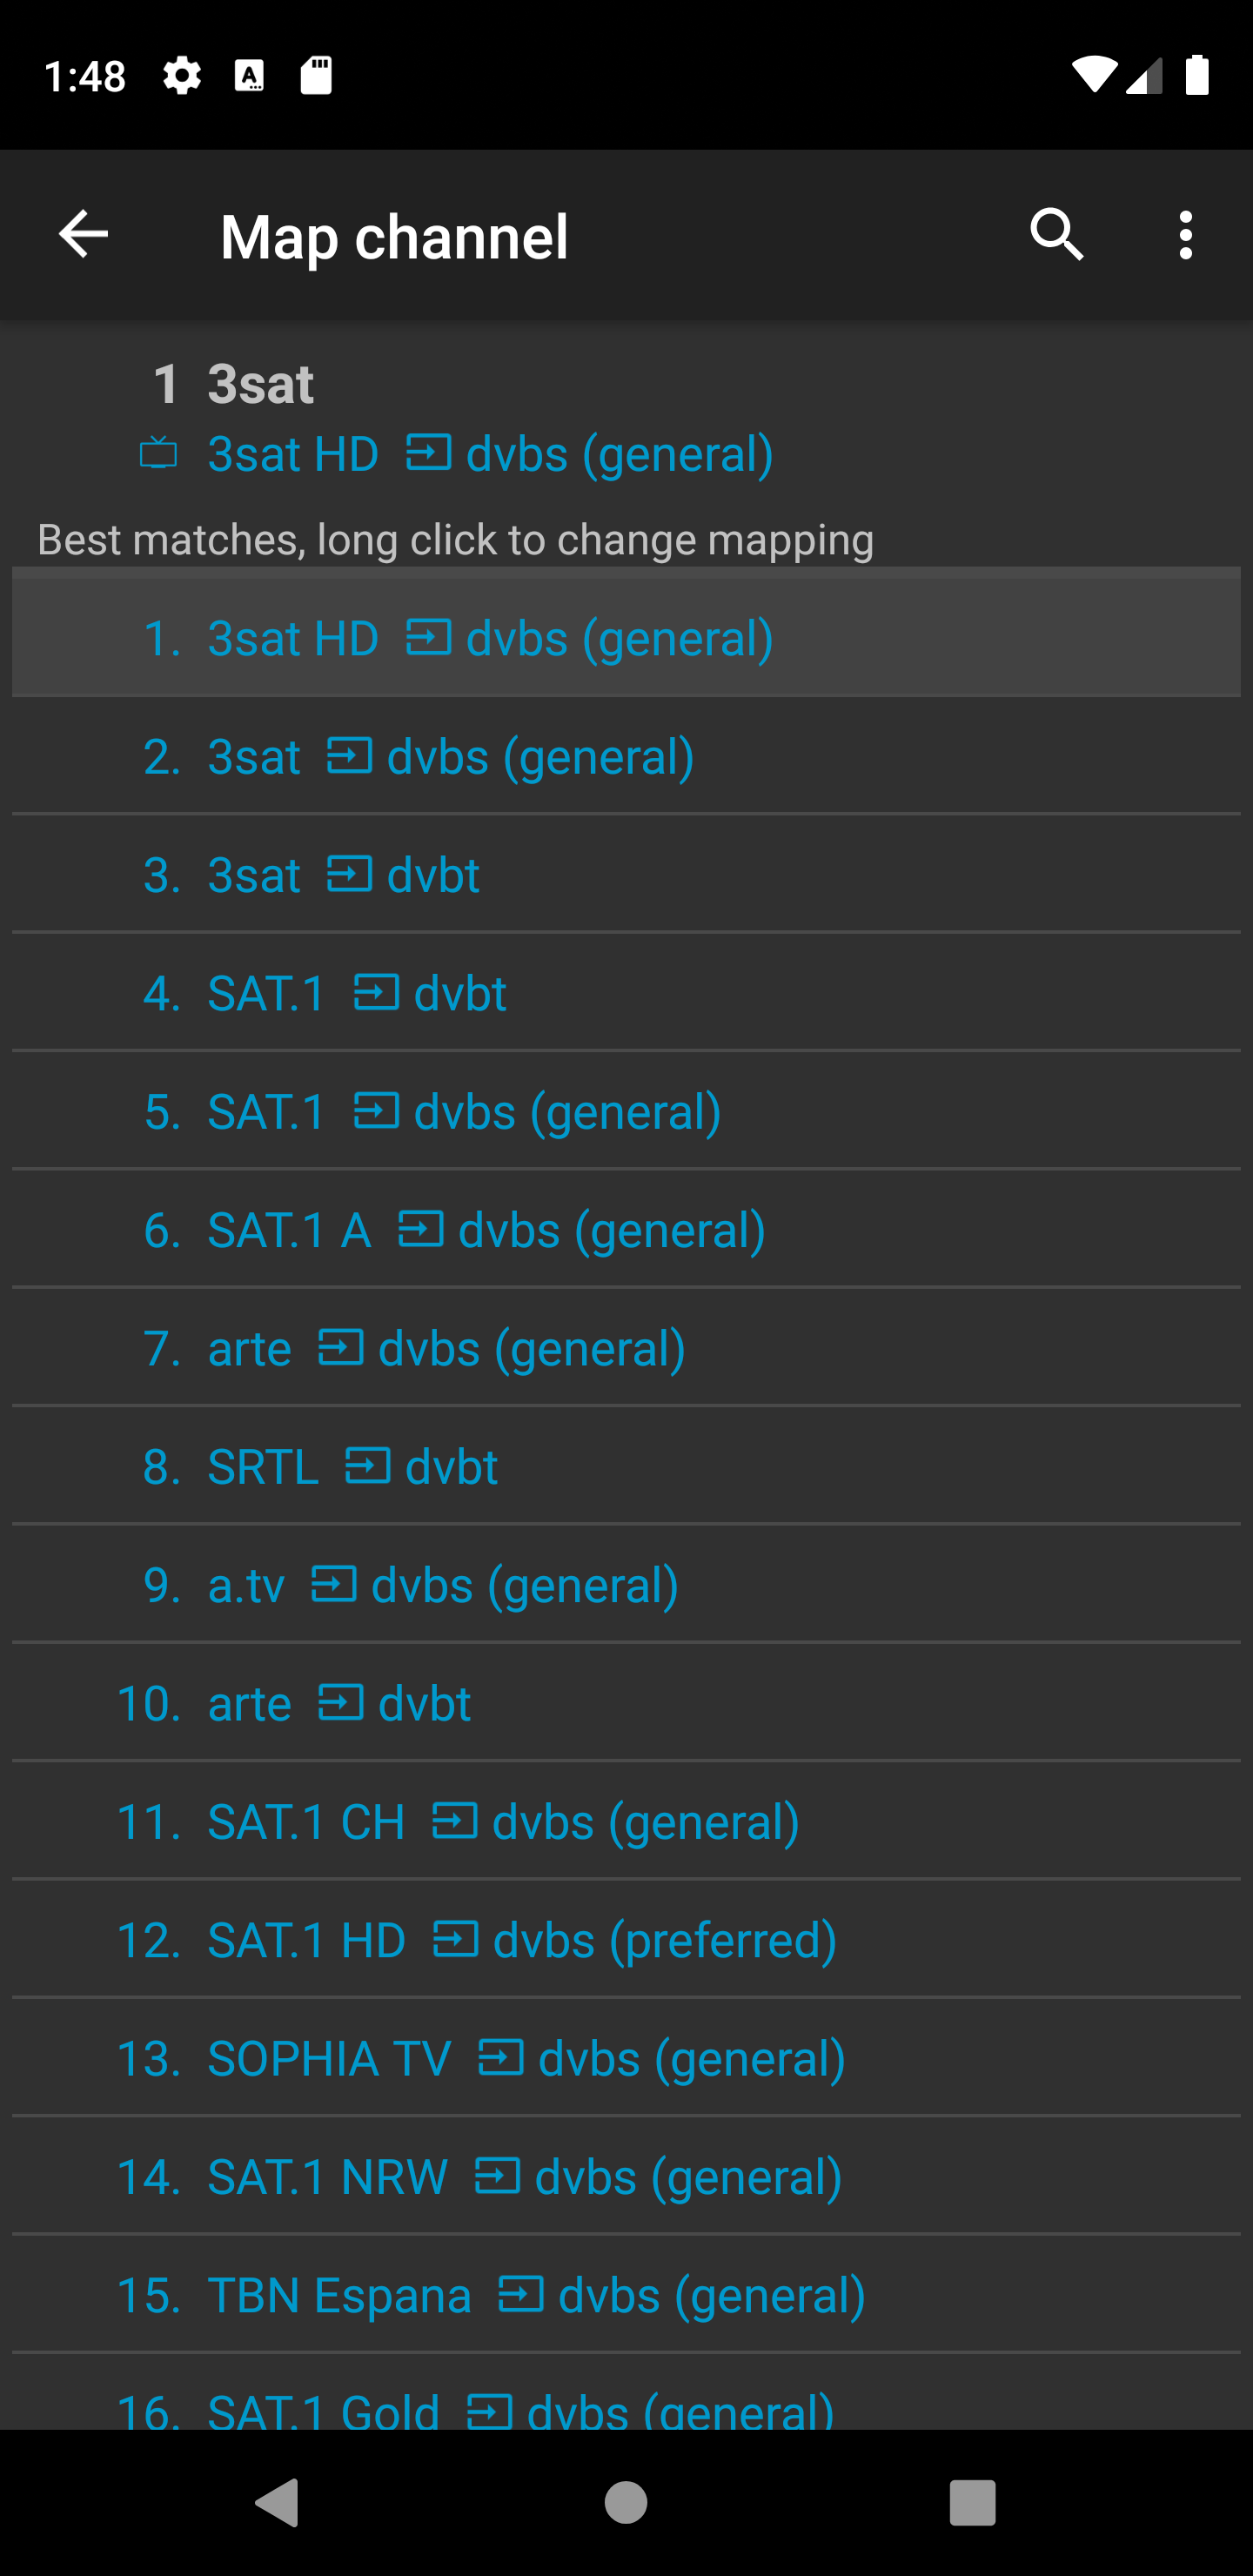 1:48
Map channel
1 3sat
3sat HD dvbs (general)
Best matches, long click to change mapping
1. 3sat HD dvbs (general)
2. 3sat dvbs (general)
3. 3sat dvbt
4. SAT.1 dvbt
5. SAT.1 dvbs (general)
6. SAT.1 A dvbs (general)
7. arte dvbs (general)
8. SRTL dvbt
9. a.tv dvbs (general)
10. arte dvbt
11. SAT.1 CH dvbs (general)
12. SAT.1 HD dvbs (preferred)
13. SOPHIA TV dvbs (general)
14. SAT.1 NRW dvbs (general)
15. TBN Espana dvbs (general)
16. SAT.1 Gold dvbs (general)